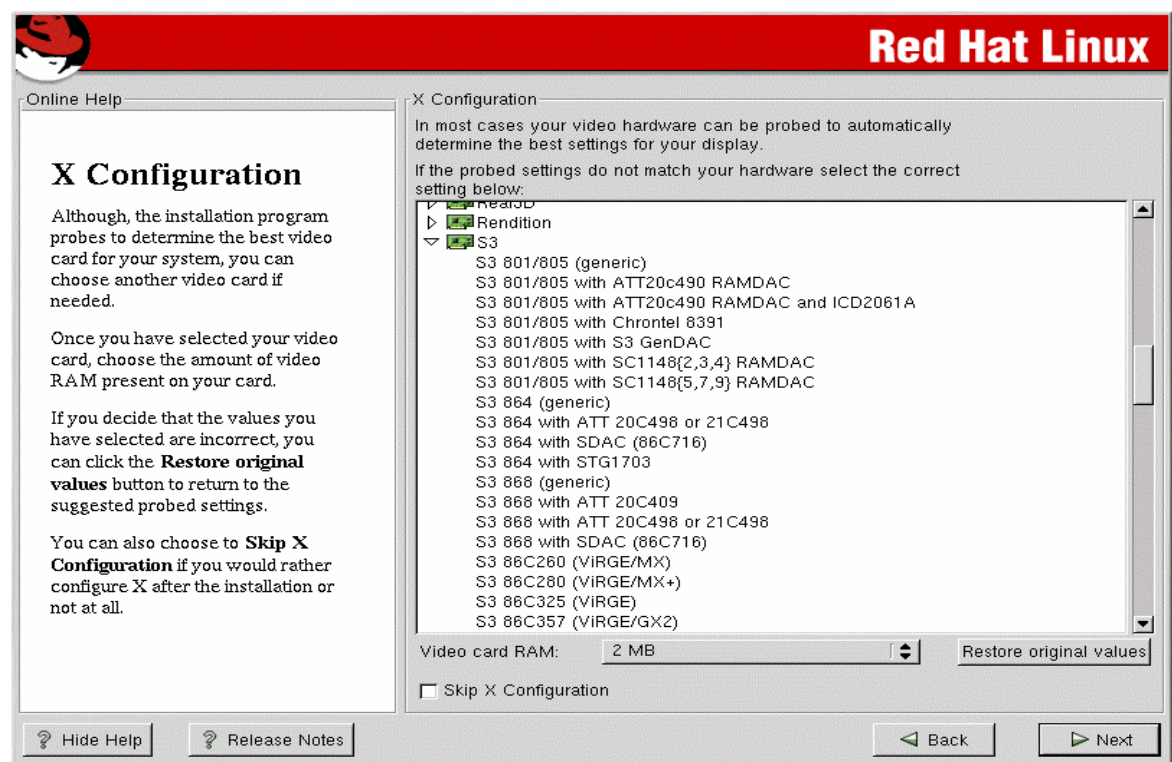 Red Hat Linux
Online Help
X Configuration
Although, the installation program
probes to determine the best video
card for your system, you can
choose another video card if
needed.
Once you have selected your video
card, choose the amount of video
RAM present on your card.
If you decide that the values you
have selected are incorrect, you
can click the Restore original
values button to return to the
suggested probed settings.
You can also choose to Skip X
Configuration if you would rather
configure X after the installation or
not at all.
X Configuration
In most cases your video hardware can be probed to automatically
determine the best settings for your display.
If the probed settings do not match your hardware select the correct
setting below:
Real3D
Rendition
S3
S3 801/805 (generic)
S3 801/805 with ATT20c490 RAMDAC
S3 801/805 with ATT20c490 RAMDAC and ICD2061A
S3 801/805 with Chrontel 8391
S3 801/805 with S3 GenDAC
S3 801/805 with SC1148{2,3,4} RAMDAC
S3 801/805 with SC1148{5,7,9} RAMDAC
S3 864 (generic)
S3 864 with ATT 20C498 or 21C498
S3 864 with SDAC (86C716)
S3 864 with STG1703
S3 868 (generic)
S3 868 with ATT 20C409
S3 868 with ATT 20C498 or 21C498
S3 868 with SDAC (86C716)
S3 86C260 (ViRGE/MX)
S3 86C280 (ViRGE/MX+)
S3 86C325 (ViRGE)
S3 86C357 (ViRGE/GX2)
Video card RAM: 2 MB Restore original values
Skip X Configuration
Hide Help Release Notes Back Next